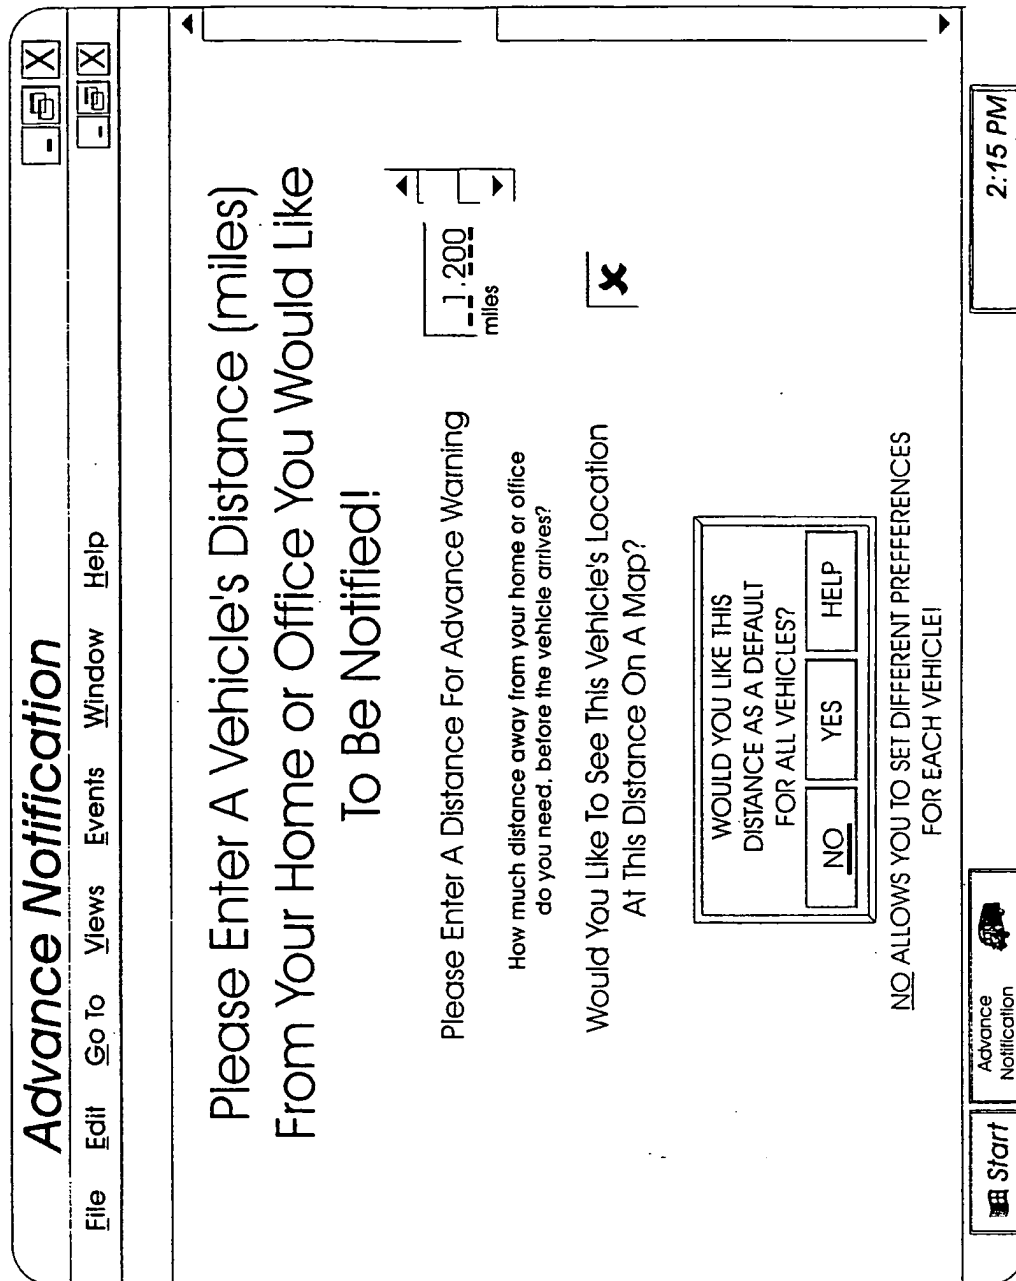 Advance Notification
File Edit Go To Views Events Window Help
Please Enter A Vehicle's Distance (miles)
From Your Home or Office You Would Like
To Be Notified!
Please Enter A Distance For Advance Warning
1.200
miles
How much distance away from your home or office
do you need, before the vehicle arrives?
Would You Like To See This Vehicle's Location
At This Distance On A Map?
WOULD YOU LIKE THIS
DISTANCE AS A DEFAULT
FOR ALL VEHICLES?
NO YES HELP
NO ALLOWS YOU TO SET DIFFERENT PREFFERENCES
FOR EACH VEHICLE!
Start
Advance
Notification
2:15 PM